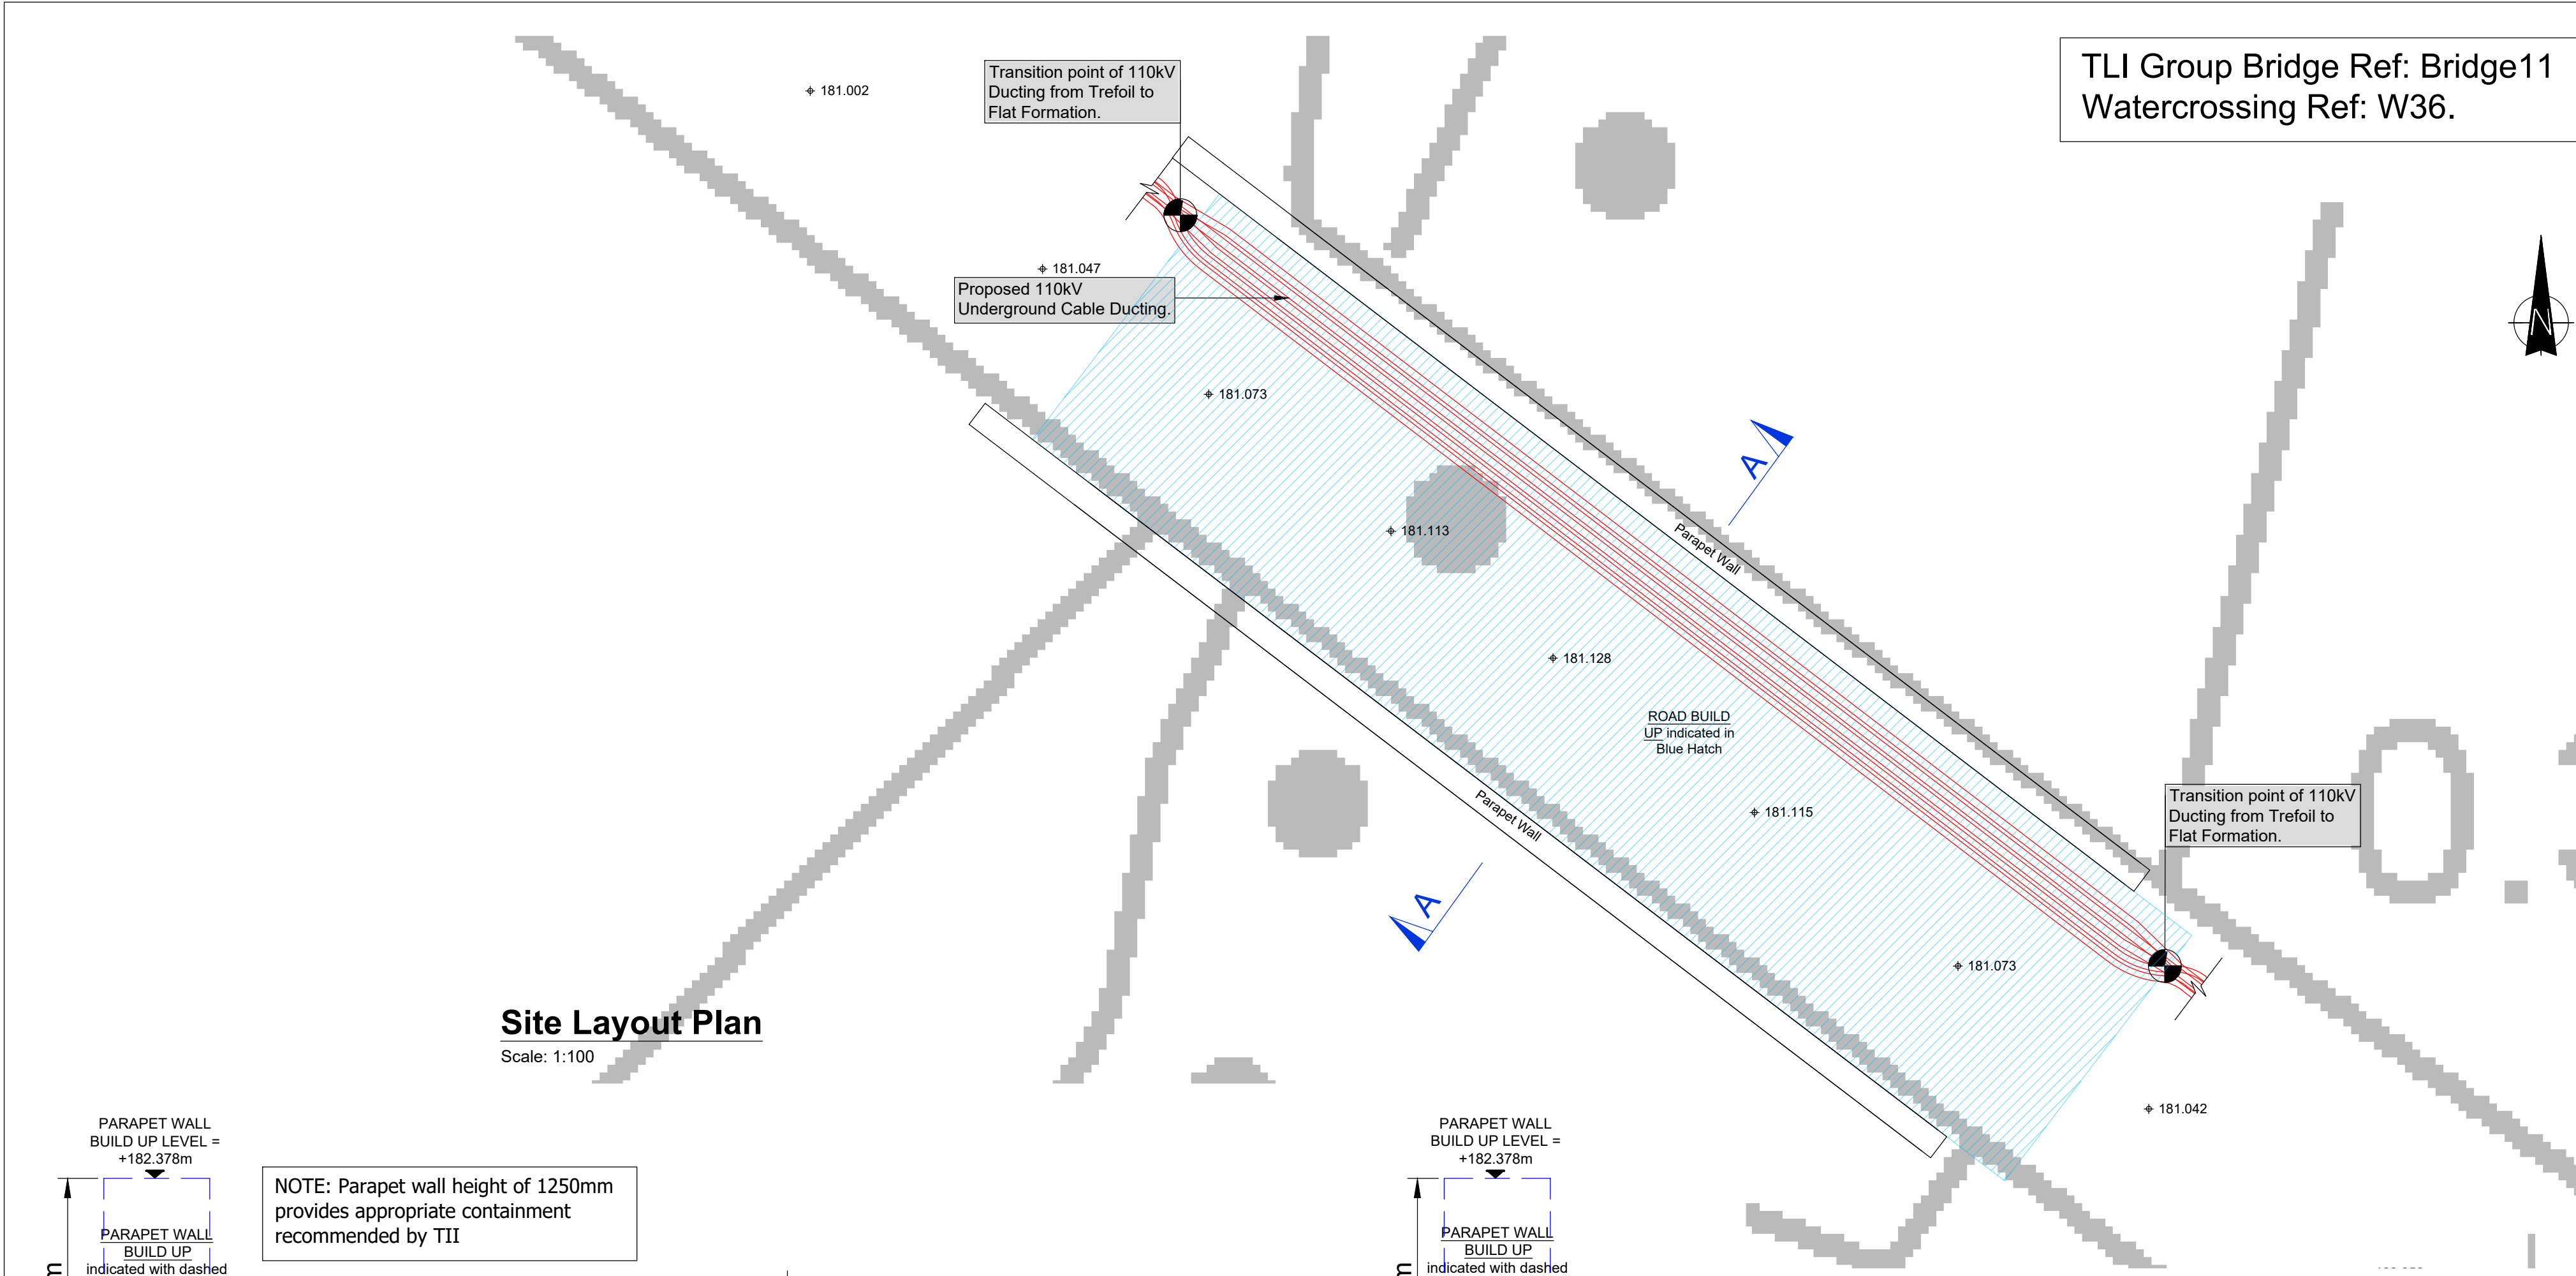 TLI Group Bridge Ref: Bridge11
Watercrossing Ref: W36.
Transition point of 110kV
Ducting from Trefoil to
Flat Formation.
181.002
181.047
Proposed 110kV
Underground Cable Ducting.
N
181.073
A
181.113
Parapet Wall
181.128
ROAD BUILD
UP indicated in
Blue Hatch
Parapet Wall
181.115
Transition point of 110kV
Ducting from Trefoil to
Flat Formation.
A
181.073
Site Layout Plan
Scale: 1:100
181.042
PARAPET WALL
BUILD UP LEVEL =
+182.378m
NOTE: Parapet wall height of 1250mm
provides appropriate containment
recommended by TII
PARAPET WALL
BUILD UP
indicated with dashed
m
PARAPET WALL
BUILD UP LEVEL =
+182.378m
PARAPET WALL
BUILD UP
indicated with dashed
m
0.